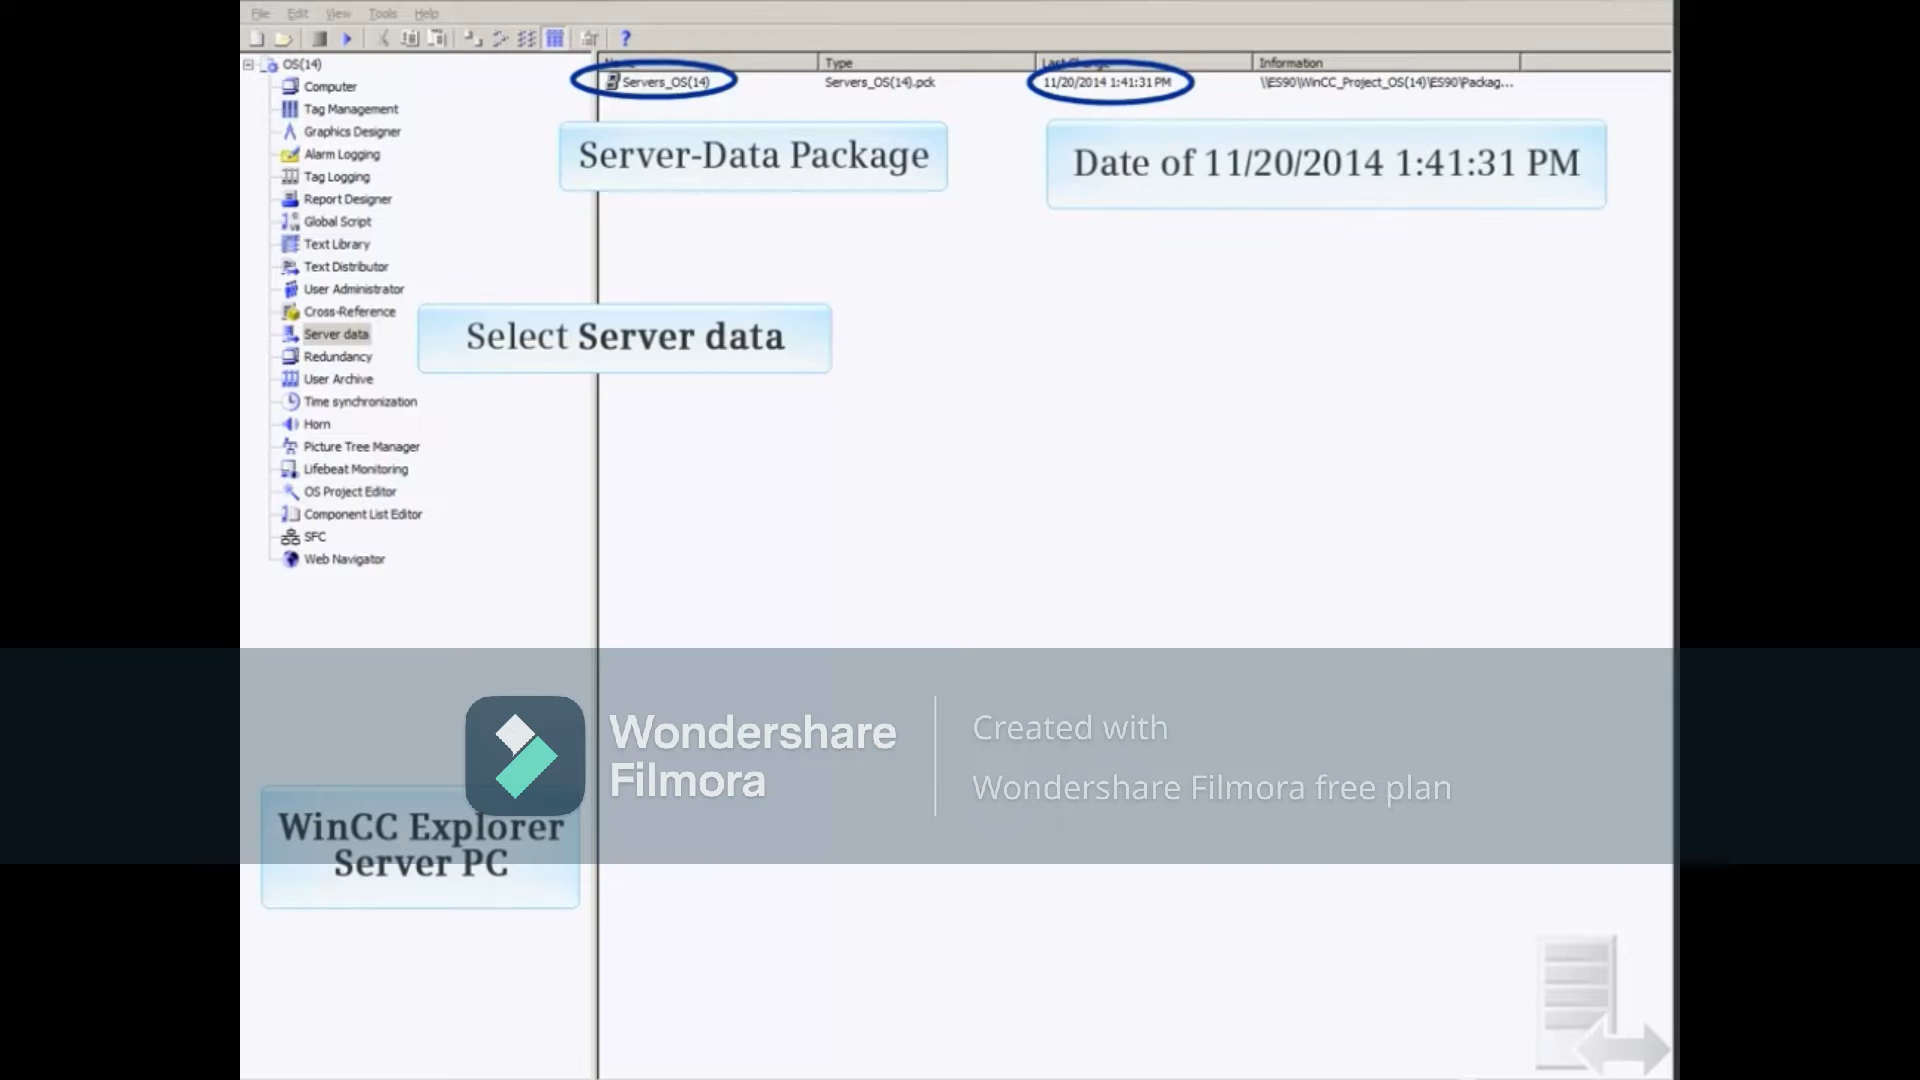 File Edit View Tools Help
OS(14)
Computer
Tag Management
Graphics Designer
Alarm Logging
Tag Logging
Report Designer
Global Script
Text Library
Text Distributor
User Administrator
Cross-Reference
Server data
Redundancy
User Archive
Time synchronization
Horn
Picture Tree Manager
Lifebeat Monitoring
OS Project Editor
Component List Editor
SFC
Web Navigator
Name Type Last Change Information
Servers_OS(14) Servers_OS(14).pck 11/20/2014 1:41:31 PM \\ES90\WinCC_Project_OS(14)\ES90\Packag...
Server-Data Package
Date of 11/20/2014 1:41:31 PM
Select Server data
Wondershare
Filmora
Created with
Wondershare Filmora free plan
WinCC Explorer
Server PC